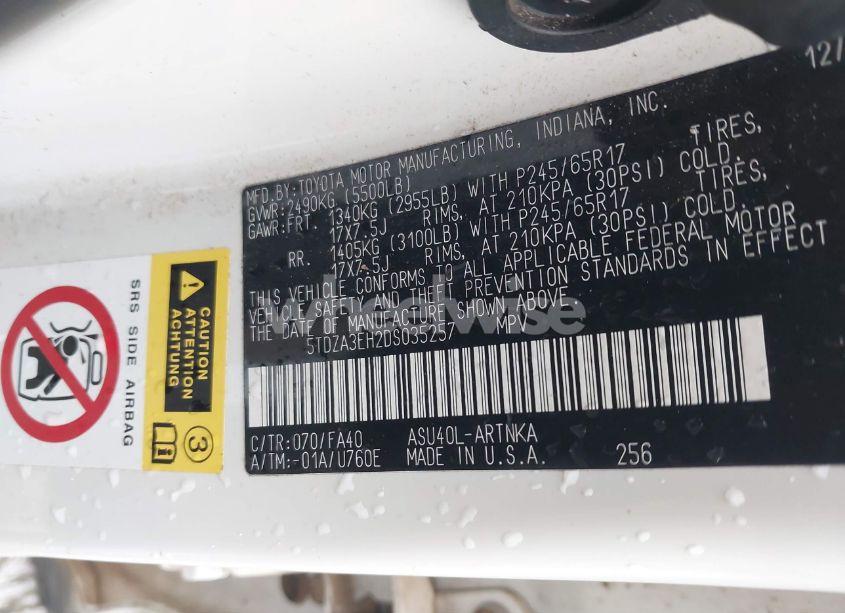 12/
MFD.BY:TOYOTA MOTOR MANUFACTURING, INDIANA, INC.
GVWR:2490KG (5500LB)
GAWR:FRT. 1340KG (2955LB) WITH P245/65R17 TIRES,
17X7.5J RIMS, AT 210KPA (30PSI) COLD.
RR. 1405KG (3100LB) WITH P245/65R17 TIRES,
17X7.5J RIMS, AT 210KPA (30PSI) COLD.
THIS VEHICLE CONFORMS TO ALL APPLICABLE FEDERAL MOTOR
VEHICLE SAFETY AND THEFT PREVENTION STANDARDS IN EFFECT
THE DATE OF MANUFACTURE SHOWN ABOVE.
5TDZA3EH2DS035257 MPV
C/TR:070/FA40 ASU40L-ARTNKA
A/TM:-01A/U760E MADE IN U.S.A. 256
SRS SIDE AIRBAG
CAUTION
ATTENTION
ACHTUNG
3
wheelwise